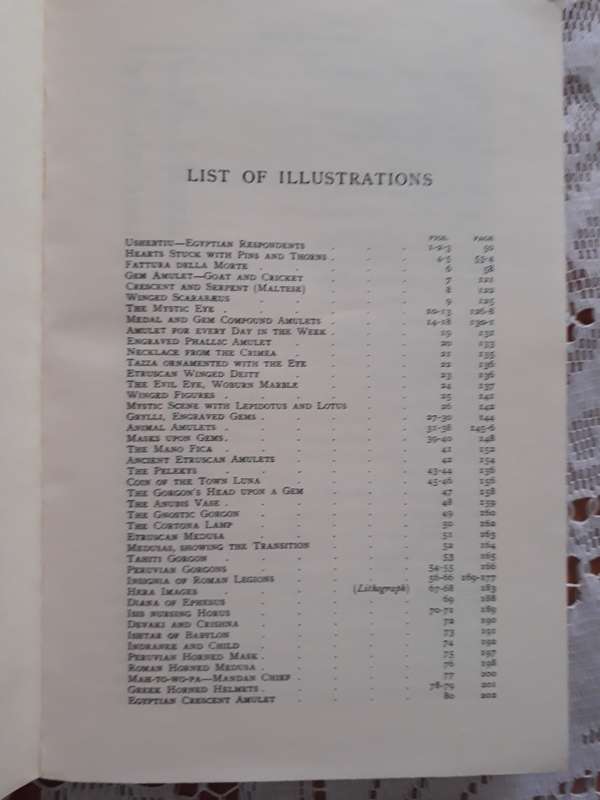 LIST OF ILLUSTRATIONS
FIGS. PAGE
USHEBTIU—EGYPTIAN RESPONDENTS . . . 1-2-3 50
HEARTS STUCK WITH PINS AND THORNS . . . 4-5 53-4
FATTURA DELLA MORTE . . . . 6 58
GEM AMULET—GOAT AND CRICKET . . . 7 121
CRESCENT AND SERPENT (MALTESE) . . . 8 122
WINGED SCARABÆUS . . . . 9 125
THE MYSTIC EYE . . . . . 10-13 126-8
MEDAL AND GEM COMPOUND AMULETS . . . 14-18 130-1
AMULET FOR EVERY DAY IN THE WEEK . . . 19 132
ENGRAVED PHALLIC AMULET . . . . 20 133
NECKLACE FROM THE CRIMEA . . . . 21 135
TAZZA ORNAMENTED WITH THE EYE . . . 22 136
ETRUSCAN WINGED DEITY . . . . 23 136
THE EVIL EYE, WOBURN MARBLE . . . 24 137
WINGED FIGURES . . . . . 25 141
MYSTIC SCENE WITH LEPIDOTUS AND LOTUS . . 26 142
GRYLLI, ENGRAVED GEMS . . . . 27-30 144
ANIMAL AMULETS . . . . . 31-38 145-6
MASKS UPON GEMS . . . . . 39-40 148
THE MANO FICA . . . . . 41 152
ANCIENT ETRUSCAN AMULETS . . . . 42 154
THE PELEKYS . . . . . 43-44 156
COIN OF THE TOWN LUNA . . . . 45-46 156
THE GORGON'S HEAD UPON A GEM . . . 47 158
THE ANUBIS VASE . . . . . 48 159
THE GNOSTIC GORGON . . . . 49 160
THE CORTONA LAMP . . . . 50 162
ETRUSCAN MEDUSA . . . . . 51 163
MEDUSAS, SHOWING THE TRANSITION . . . 52 164
TAHITI GORGON . . . . . 53 165
PERUVIAN GORGONS . . . . 54-55 166
INSIGNIA OF ROMAN LEGIONS . . . . 56-66 169-177
HERA IMAGES . . . (Lithograph) 67-68 183
DIANA OF EPHESUS . . . . 69 188
ISIS NURSING HORUS . . . . 70-71 189
DEVAKI AND CRISHNA . . . . 72 190
ISHTAR OF BABYLON . . . . 73 191
INDRANEE AND CHILD . . . . 74 192
PERUVIAN HORNED MASK . . . . 75 197
ROMAN HORNED MEDUSA . . . . 76 198
MAH-TO-WO-PA—MANDAN CHIEF . . . 77 200
GREEK HORNED HELMETS . . . . 78-79 201
EGYPTIAN CRESCENT AMULET . . . . 80 202